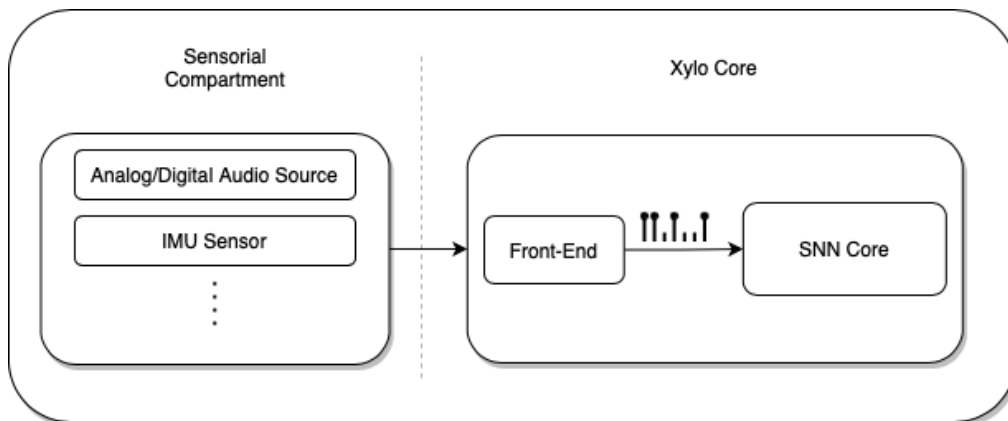 Sensorial
Compartment
Xylo Core
Analog/Digital Audio Source
IMU Sensor
Front-End
SNN Core